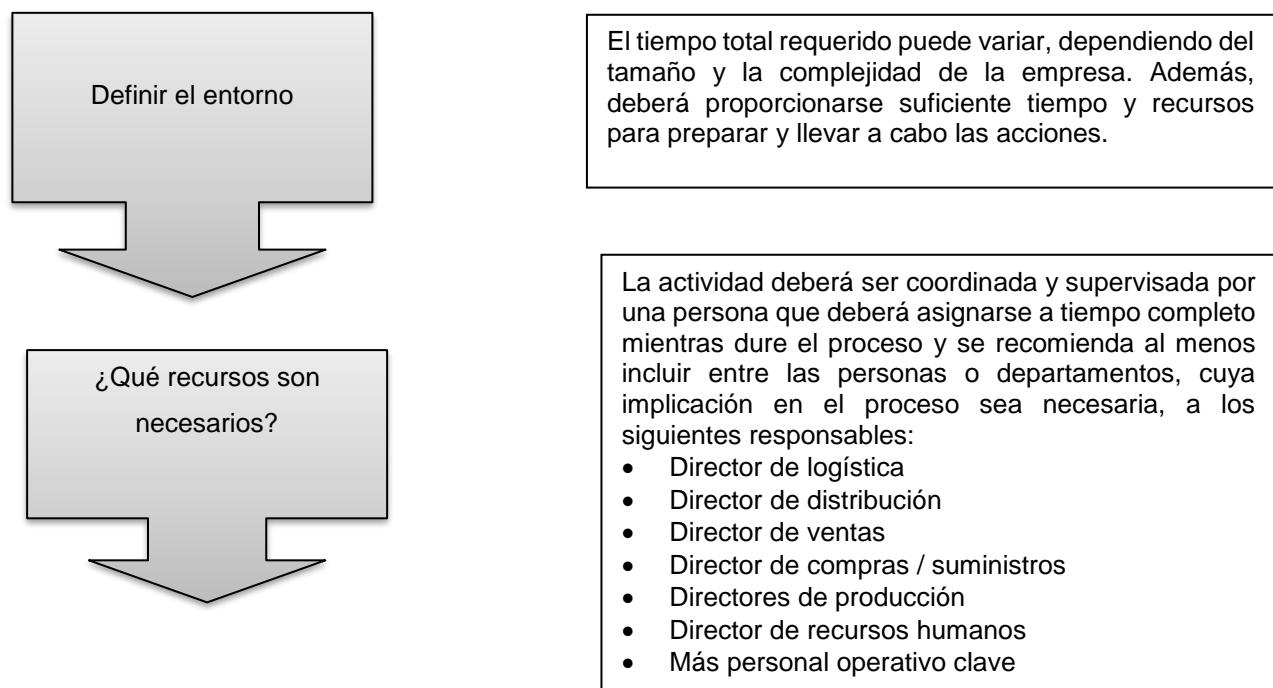 Definir el entorno
El tiempo total requerido puede variar, dependiendo del
tamaño y la complejidad de la empresa. Además,
deberá proporcionarse suficiente tiempo y recursos
para preparar y llevar a cabo las acciones.
¿Qué recursos son
necesarios?
La actividad deberá ser coordinada y supervisada por
una persona que deberá asignarse a tiempo completo
mientras dure el proceso y se recomienda al menos
incluir entre las personas o departamentos, cuya
implicación en el proceso sea necesaria, a los
siguientes responsables:
• Director de logística
• Director de distribución
• Director de ventas
• Director de compras / suministros
• Directores de producción
• Director de recursos humanos
• Más personal operativo clave